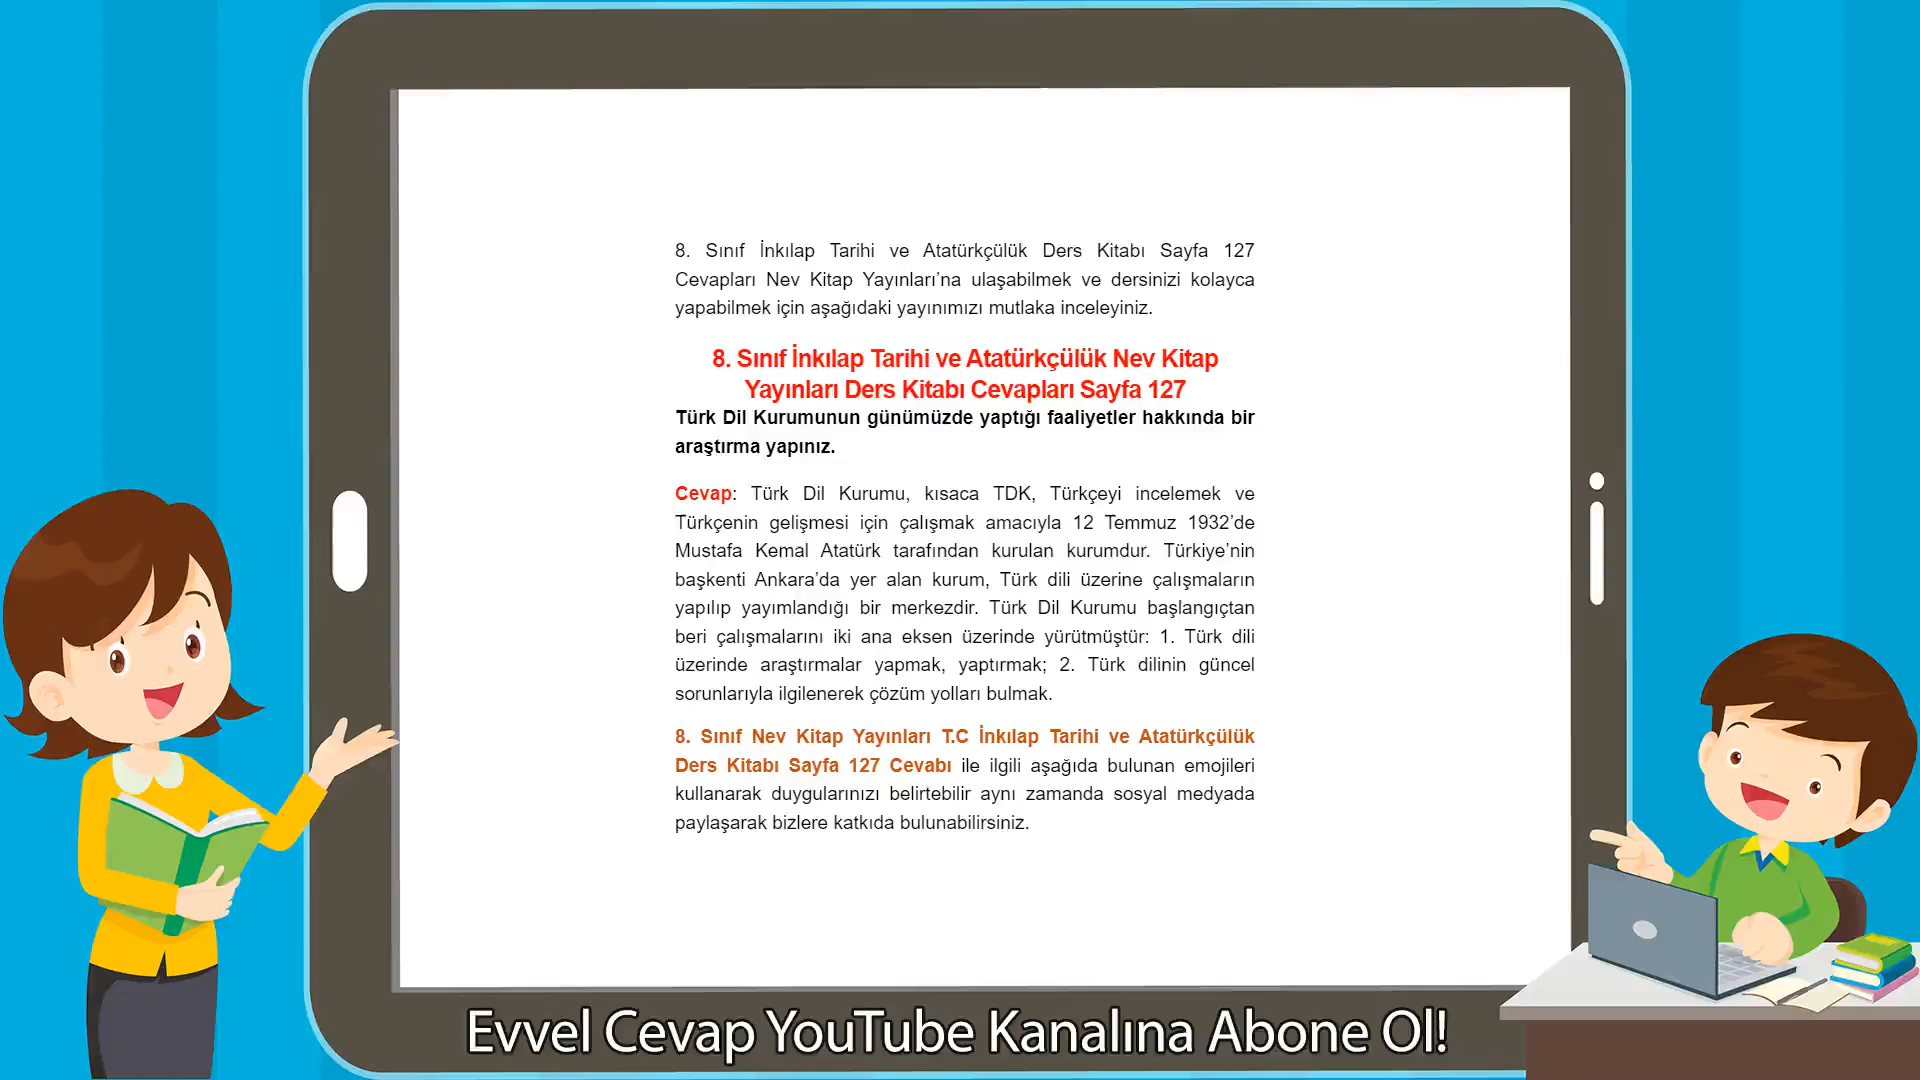 8. Sınıf İnkılap Tarihi ve Atatürkçülük Ders Kitabı Sayfa 127
Cevapları Nev Kitap Yayınları’na ulaşabilmek ve dersinizi kolayca
yapabilmek için aşağıdaki yayınımızı mutlaka inceleyiniz.
8. Sınıf İnkılap Tarihi ve Atatürkçülük Nev Kitap
Yayınları Ders Kitabı Cevapları Sayfa 127
Türk Dil Kurumunun günümüzde yaptığı faaliyetler hakkında bir
araştırma yapınız.
Cevap: Türk Dil Kurumu, kısaca TDK, Türkçeyi incelemek ve
Türkçenin gelişmesi için çalışmak amacıyla 12 Temmuz 1932’de
Mustafa Kemal Atatürk tarafından kurulan kurumdur. Türkiye’nin
başkenti Ankara’da yer alan kurum, Türk dili üzerine çalışmaların
yapılıp yayımlandığı bir merkezdir. Türk Dil Kurumu başlangıçtan
beri çalışmalarını iki ana eksen üzerinde yürütmüştür: 1. Türk dili
üzerinde araştırmalar yapmak, yaptırmak; 2. Türk dilinin güncel
sorunlarıyla ilgilenerek çözüm yolları bulmak.
8. Sınıf Nev Kitap Yayınları T.C İnkılap Tarihi ve Atatürkçülük
Ders Kitabı Sayfa 127 Cevabı ile ilgili aşağıda bulunan emojileri
kullanarak duygularınızı belirtebilir aynı zamanda sosyal medyada
paylaşarak bizlere katkıda bulunabilirsiniz.
Evvel Cevap YouTube Kanalına Abone Ol!